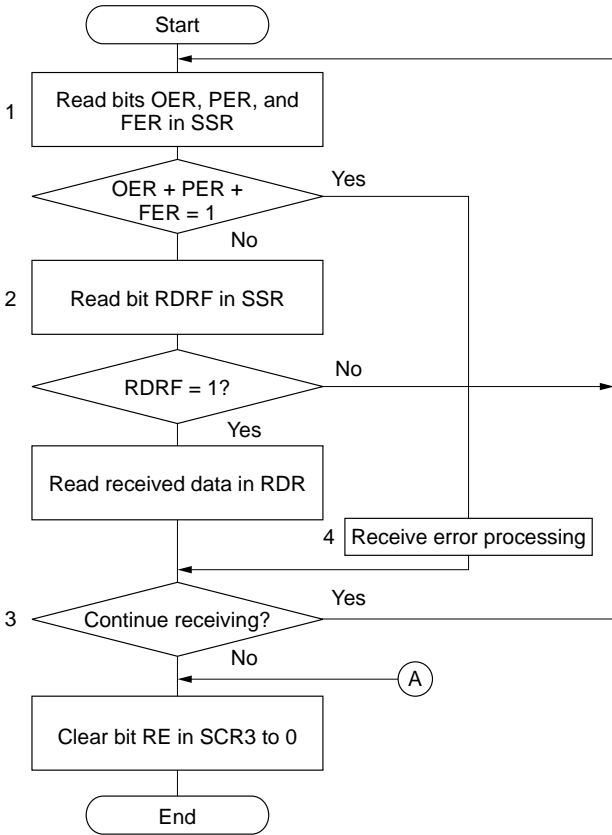 Start
1
Read bits OER, PER, and
FER in SSR
OER + PER +
FER = 1
Yes
No
2
Read bit RDRF in SSR
RDRF = 1?
No
Yes
Read received data in RDR
4
Receive error processing
3
Continue receiving?
Yes
No
A
Clear bit RE in SCR3 to 0
End